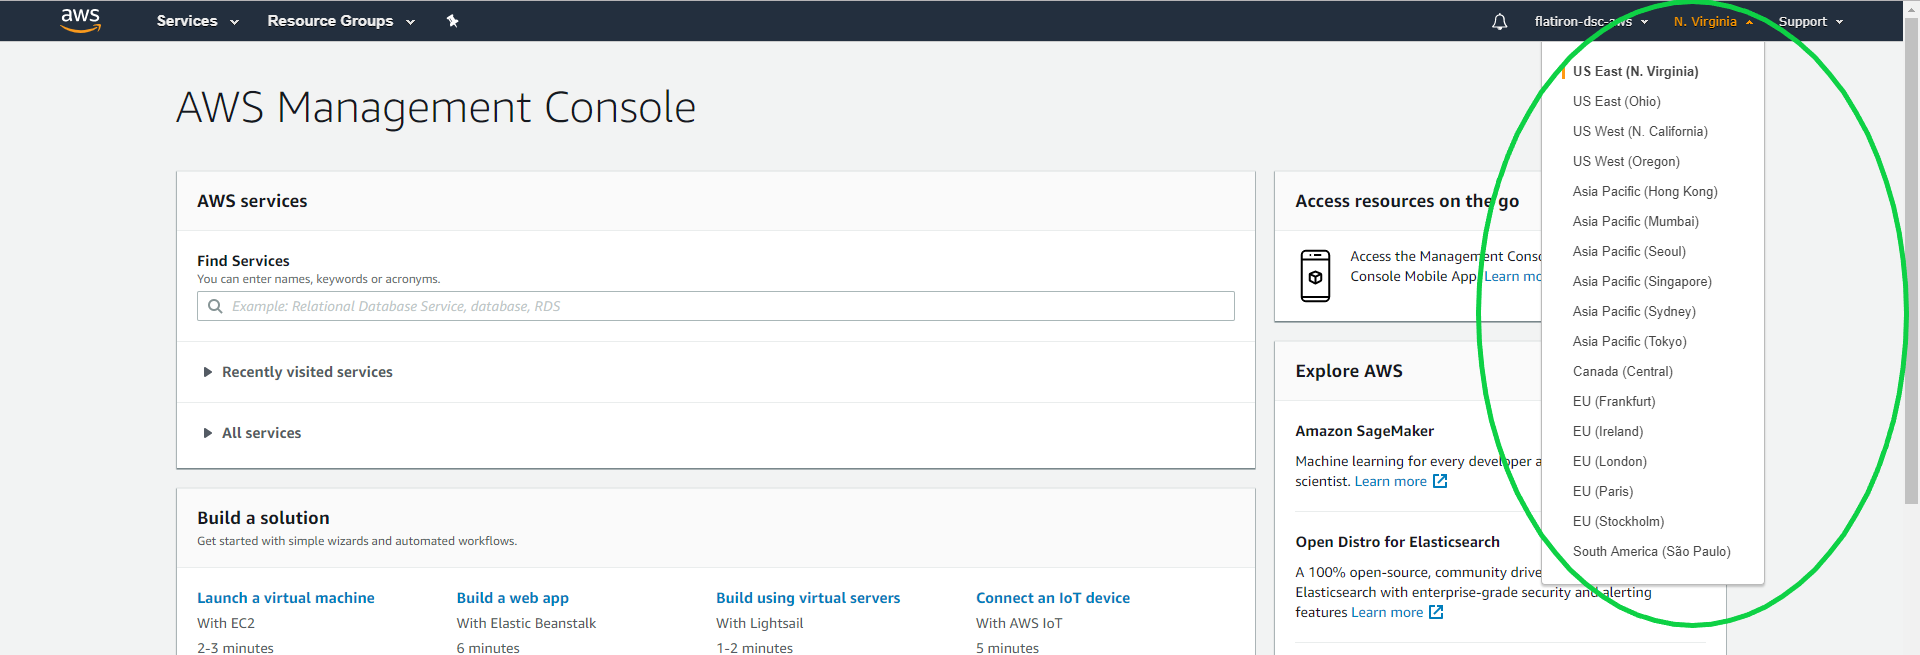 aws
Services
Resource Groups
flatiron-dsc-aws
N. Virginia
Support
AWS Management Console
AWS services
Find Services
You can enter names, keywords or acronyms.
Example: Relational Database Service, database, RDS
Recently visited services
All services
Build a solution
Get started with simple wizards and automated workflows.
Launch a virtual machine
With EC2
2-3 minutes
Build a web app
With Elastic Beanstalk
6 minutes
Build using virtual servers
With Lightsail
1-2 minutes
Connect an IoT device
With AWS IoT
5 minutes
Access resources on the go
Access the Management
Console Mobile App. Learn
Explore AWS
Amazon SageMaker
Machine learning for every developer
scientist. Learn more
Open Distro for Elasticsearch
A 100% open-source, community
Elasticsearch with enterprise-grade security and alerting
features Learn more
US East (N. Virginia)
US East (Ohio)
US West (N. California)
US West (Oregon)
Asia Pacific (Hong Kong)
Asia Pacific (Mumbai)
Asia Pacific (Seoul)
Asia Pacific (Singapore)
Asia Pacific (Sydney)
Asia Pacific (Tokyo)
Canada (Central)
EU (Frankfurt)
EU (Ireland)
EU (London)
EU (Paris)
EU (Stockholm)
South America (São Paulo)